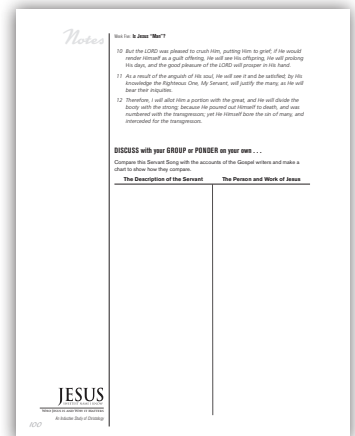 Notes
Week Five Is Jesus "Man"?
10 But the LORD was pleased to crush Him, putting Him to grief; if He would
render Himself as a guilt offering, He will see His offspring, He will prolong
His days, and the good pleasure of the LORD will prosper in His hand.
11 As a result of the anguish of His soul, He will see it and be satisfied; by His
knowledge the Righteous One, My Servant, will justify the many, as He will
bear their iniquities.
12 Therefore, I will allot Him a portion with the great, and He will divide the
booty with the strong; because He poured out Himself to death, and was
numbered with the transgressors; yet He Himself bore the sin of many, and
interceded for the transgressors.
DISCUSS with your GROUP or PONDER on your own . . .
Compare this Servant Song with the accounts of the Gospel writers and make a
chart to show how they compare.
The Description of the Servant The Person and Work of Jesus
JESUS
An Inductive Study of Christology
100